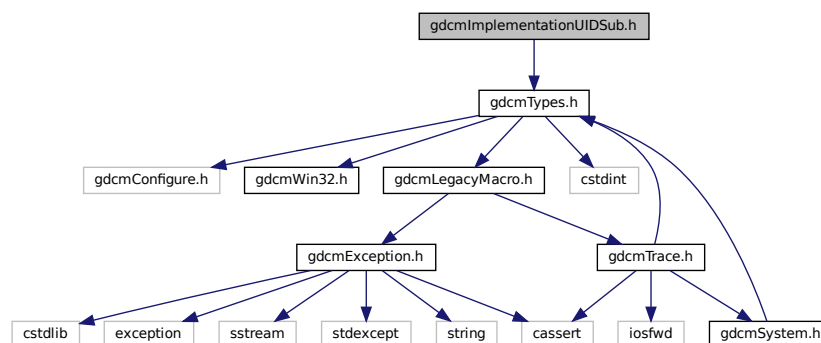 gdcmImplementationUIDSub.h
gdcmTypes.h
gdcmConfigure.h
gdcmWin32.h
gdcmLegacyMacro.h
cstdint
gdcmException.h
gdcmTrace.h
cstdlib
exception
sstream
stdexcept
string
cassert
iosfwd
gdcmSystem.h